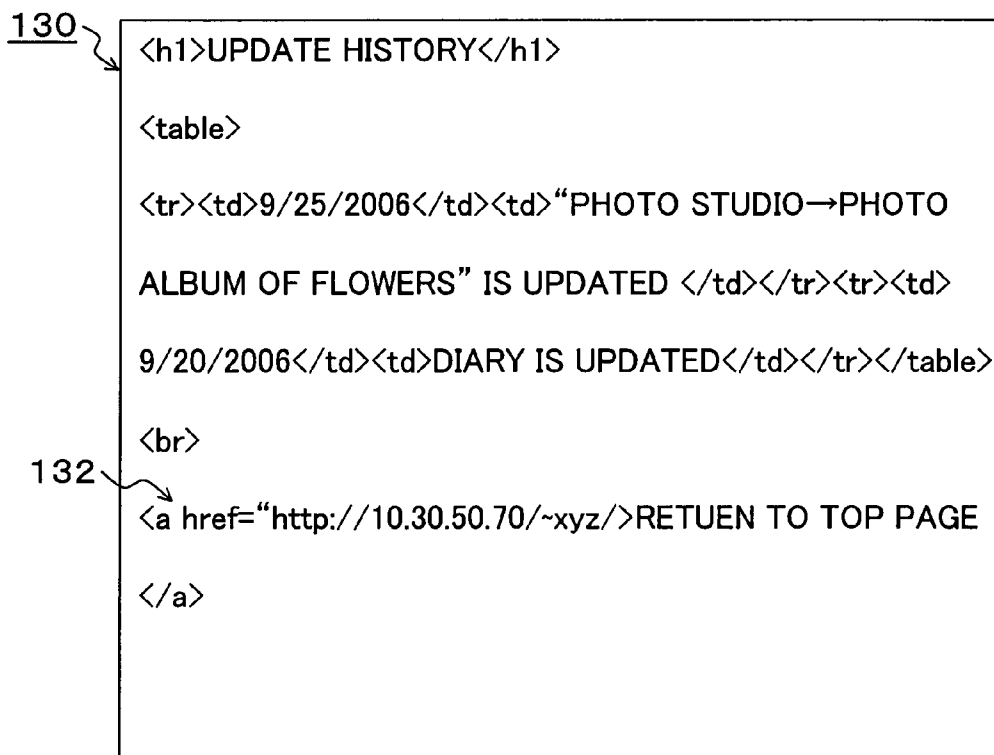 130
<h1>UPDATE HISTORY</h1>
<table>
<tr><td>9/25/2006</td><td>“PHOTO STUDIO→PHOTO
ALBUM OF FLOWERS” IS UPDATED </td></tr><tr><td>
9/20/2006</td><td>DIARY IS UPDATED</td></tr></table>
<br>
132
<a href=“http://10.30.50.70/~xyz/>RETUEN TO TOP PAGE
</a>